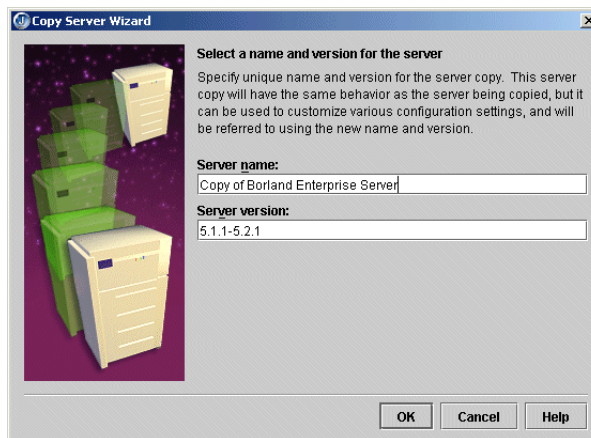 Copy Server Wizard
Select a name and version for the server
Specify unique name and version for the server copy. This server
copy will have the same behavior as the server being copied, but it
can be used to customize various configuration settings, and will
be referred to using the new name and version.
Server name:
Copy of Borland Enterprise Server
Server version:
5.1.1-5.2.1
OK Cancel Help